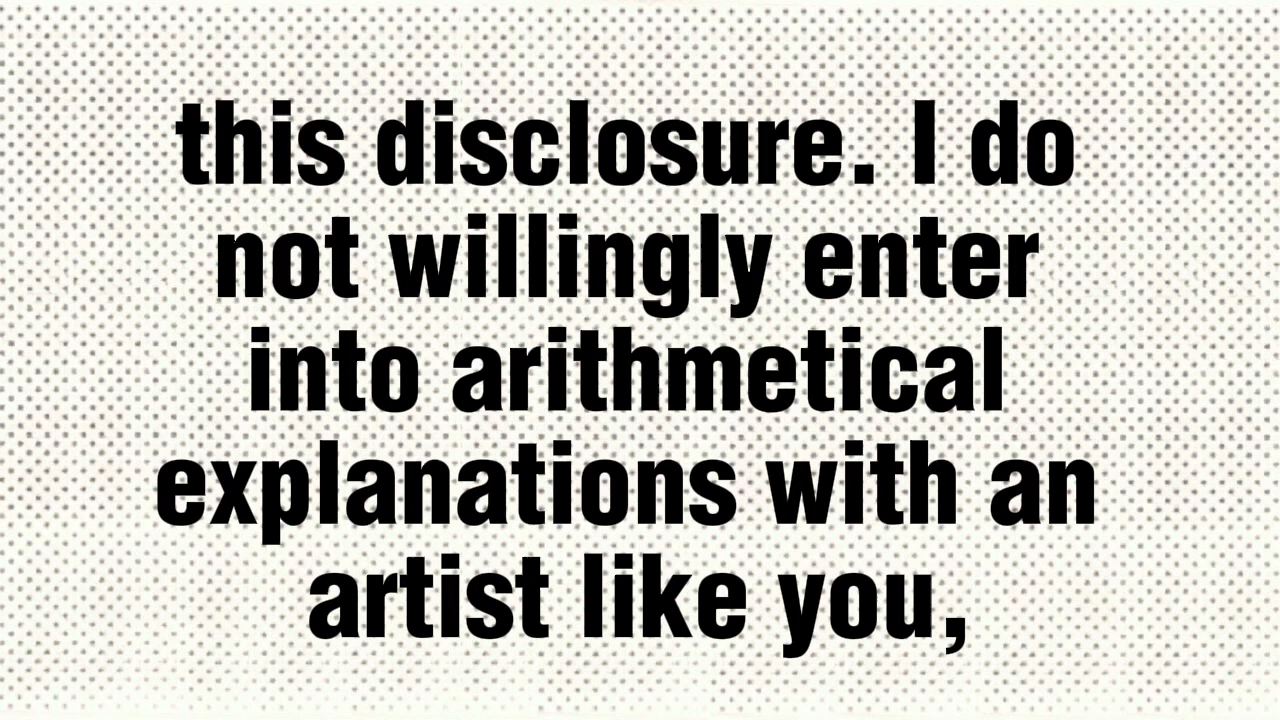 this disclosure. I do
not willingly enter
into arithmetical
explanations with an
artist like you,